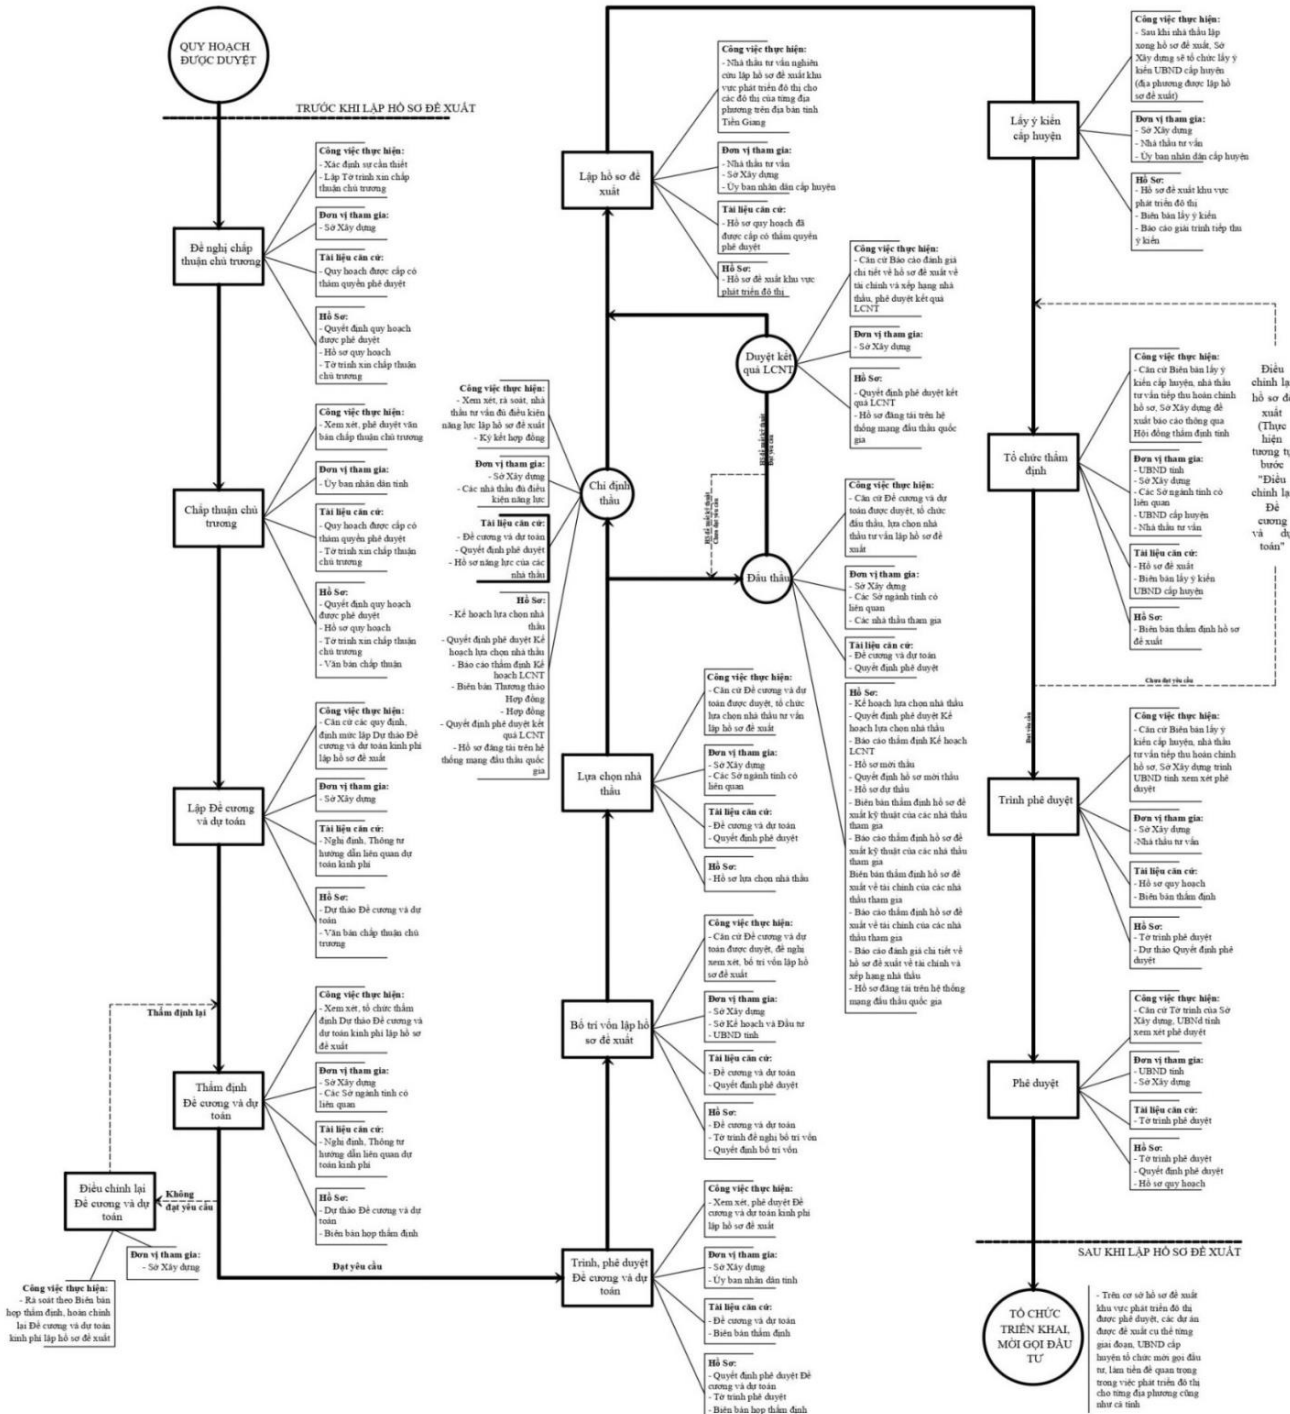 QUY HOẠCH
ĐƯỢC DUYỆT
TRƯỚC KHI LẬP HỒ SƠ ĐỀ XUẤT
Đề nghị chấp
thuận chủ trương
Công việc thực hiện:
- Xác định sự cần thiết
- Lập Tờ trình xin chấp
thuận chủ trương
Đơn vị tham gia:
- Sở Xây dựng
Tài liệu căn cứ:
- Quy hoạch được cấp có
thẩm quyền phê duyệt
Hồ Sơ:
- Quyết định quy hoạch
được phê duyệt
- Hồ sơ quy hoạch
- Tờ trình xin chấp thuận
chủ trương
Chấp thuận chủ
trương
Công việc thực hiện:
- Xem xét, phê duyệt văn
bản chấp thuận chủ trương
Đơn vị tham gia:
- Ủy ban nhân dân tỉnh
Tài liệu căn cứ:
- Quy hoạch được cấp có
thẩm quyền phê duyệt
- Tờ trình xin chấp thuận
chủ trương
Hồ Sơ:
- Quyết định quy hoạch
được phê duyệt
- Hồ sơ quy hoạch
- Tờ trình xin chấp thuận
chủ trương
- Văn bản chấp thuận
Lập Đề cương
và dự toán
Công việc thực hiện:
- Căn cứ các quy định,
định mức lập Dự thảo Đề
cương và dự toán kinh phí
lập hồ sơ đề xuất
Đơn vị tham gia:
- Sở Xây dựng
Tài liệu căn cứ:
- Nghị định, Thông tư
hướng dẫn liên quan dự
toán kinh phí
Hồ Sơ:
- Dự thảo Đề cương và dự
toán
- Văn bản chấp thuận chủ
trương
Thẩm định lại
Thẩm định
Đề cương và dự
toán
Công việc thực hiện:
- Xem xét, tổ chức thẩm
định Dự thảo Đề cương và
dự toán kinh phí lập hồ sơ
đề xuất
Đơn vị tham gia:
- Sở Xây dựng
- Các Sở ngành tỉnh có
liên quan
Tài liệu căn cứ:
- Nghị định, Thông tư
hướng dẫn liên quan dự
toán kinh phí
Hồ Sơ:
- Dự thảo Đề cương và dự
toán
- Biên bản họp thẩm định
Điều chỉnh lại
Đề cương và dự
toán
Không
đạt yêu cầu
Đơn vị tham gia:
- Sở Xây dựng
Công việc thực hiện:
- Rà soát theo Biên bản
họp thẩm định, hoàn chỉnh
lại Đề cương và dự toán
kinh phí lập hồ sơ đề xuất
Đạt yêu cầu
Trình, phê duyệt
Đề cương và dự
toán
Công việc thực hiện:
- Xem xét, phê duyệt Đề
cương và dự toán kinh phí
lập hồ sơ đề xuất
Đơn vị tham gia:
- Sở Xây dựng
- Ủy ban nhân dân tỉnh
Tài liệu căn cứ:
- Đề cương và dự toán
- Biên bản thẩm định
Hồ Sơ:
- Quyết định phê duyệt Đề
cương và dự toán
- Tờ trình phê duyệt
- Biên bản họp thẩm định
Bố trí vốn lập hồ
sơ đề xuất
Công việc thực hiện:
- Căn cứ Đề cương và dự
toán được duyệt, đề nghị
xem xét, bố trí vốn lập hồ
sơ đề xuất
Đơn vị tham gia:
- Sở Xây dựng
- Sở Kế hoạch và Đầu tư
- UBND tỉnh
Tài liệu căn cứ:
- Đề cương và dự toán
- Quyết định phê duyệt
Hồ Sơ:
- Đề cương và dự toán
- Tờ trình đề nghị bố trí vốn
- Quyết định bố trí vốn
Lựa chọn nhà
thầu
Công việc thực hiện:
- Căn cứ Đề cương và dự
toán được duyệt, tổ chức
lựa chọn nhà thầu tư vấn
lập hồ sơ đề xuất
Đơn vị tham gia:
- Sở Xây dựng
- Các Sở ngành tỉnh có
liên quan
Tài liệu căn cứ:
- Đề cương và dự toán
- Quyết định phê duyệt
Hồ Sơ:
- Hồ sơ lựa chọn nhà thầu
Chỉ định
thầu
Công việc thực hiện:
- Xem xét, rà soát, nhà
thầu tư vấn đủ điều kiện
năng lực lập hồ sơ đề xuất
- Ký kết hợp đồng
Đơn vị tham gia:
- Sở Xây dựng
- Các nhà thầu đủ điều
kiện năng lực
Tài liệu căn cứ:
- Đề cương và dự toán
- Quyết định phê duyệt
- Hồ sơ năng lực của các
nhà thầu
Hồ Sơ:
- Kế hoạch lựa chọn nhà
thầu
- Quyết định phê duyệt Kế
hoạch lựa chọn nhà thầu
- Báo cáo thẩm định Kế
hoạch LCNT
- Biên bản Thương thảo
Hợp đồng
- Hợp đồng
- Quyết định phê duyệt kết
quả LCNT
- Hồ sơ đăng tải trên hệ
thống mạng đấu thầu quốc
gia
Đấu thầu
Công việc thực hiện:
- Căn cứ Đề cương và dự
toán được duyệt, tổ chức
đấu thầu, lựa chọn nhà
thầu tư vấn lập hồ sơ đề
xuất
Đơn vị tham gia:
- Sở Xây dựng
- Các Sở ngành tỉnh có
liên quan
- Các nhà thầu tham gia
Tài liệu căn cứ:
- Đề cương và dự toán
- Quyết định phê duyệt
Hồ Sơ:
- Kế hoạch lựa chọn nhà thầu
- Quyết định phê duyệt Kế
hoạch lựa chọn nhà thầu
- Báo cáo thẩm định Kế hoạch
LCNT
- Hồ sơ mời thầu
- Quyết định hồ sơ mời thầu
- Hồ sơ dự thầu
- Biên bản thẩm định hồ sơ đề
xuất kỹ thuật của các nhà thầu
tham gia
- Báo cáo thẩm định hồ sơ đề
xuất kỹ thuật của các nhà thầu
tham gia
Biên bản thẩm định hồ sơ đề
xuất về tài chính của các nhà
thầu tham gia
- Báo cáo thẩm định hồ sơ đề
xuất về tài chính của các nhà
thầu tham gia
- Báo cáo đánh giá chi tiết về
hồ sơ đề xuất về tài chính và
xếp hạng nhà thầu
- Hồ sơ đăng tải trên hệ thống
mạng đấu thầu quốc gia
HS đề xuất kỹ thuật
Chưa đạt yêu cầu
HS đề xuất kỹ thuật
Đạt yêu cầu
Duyệt kết
quả LCNT
Công việc thực hiện:
- Căn cứ Báo cáo đánh giá
chi tiết về hồ sơ đề xuất về
tài chính và xếp hạng nhà
thầu, phê duyệt kết quả
LCNT
Đơn vị tham gia:
- Sở Xây dựng
Hồ Sơ:
- Quyết định phê duyệt kết
quả LCNT
- Hồ sơ đăng tải trên hệ
thống mạng đấu thầu quốc
gia
Lập hồ sơ đề
xuất
Công việc thực hiện:
- Nhà thầu tư vấn nghiên
cứu lập hồ sơ đề xuất khu
vực phát triển đô thị cho
các đô thị của từng địa
phương trên địa bàn tỉnh
Tiền Giang
Đơn vị tham gia:
- Nhà thầu tư vấn
- Sở Xây dựng
- Ủy ban nhân dân cấp huyện
Tài liệu căn cứ:
- Hồ sơ quy hoạch đã
được cấp có thẩm quyền
phê duyệt
Hồ Sơ:
- Hồ sơ đề xuất khu vực
phát triển đô thị
Lấy ý kiến
cấp huyện
Công việc thực hiện:
- Sau khi nhà thầu lập
xong hồ sơ đề xuất, Sở
Xây dựng sẽ tổ chức lấy ý
kiến UBND cấp huyện
(địa phương được lập hồ
sơ đề xuất)
Đơn vị tham gia:
- Sở Xây dựng
- Nhà thầu tư vấn
- Ủy ban nhân dân cấp huyện
Hồ Sơ:
- Hồ sơ đề xuất khu vực
phát triển đô thị
- Biên bản lấy ý kiến
- Báo cáo giải trình tiếp thu
ý kiến
Tổ chức thẩm
định
Công việc thực hiện:
- Căn cứ Biên bản lấy ý
kiến cấp huyện, nhà thầu
tư vấn tiếp thu hoàn chỉnh
hồ sơ, Sở Xây dựng đề
xuất báo cáo thông qua
Hội đồng thẩm định tỉnh
Đơn vị tham gia:
- UBND tỉnh
- Sở Xây dựng
- Các Sở ngành tỉnh có
liên quan
- UBND cấp huyện
- Nhà thầu tư vấn
Tài liệu căn cứ:
- Hồ sơ đề xuất
- Biên bản lấy ý kiến
UBND cấp huyện
Hồ Sơ:
- Biên bản thẩm định hồ sơ
đề xuất
Điều
chỉnh lại
hồ sơ đề
xuất
(Thực
hiện
tương tự
bước
"Điều
chỉnh lại
Đề
cương
và dự
toán"
Chưa đạt yêu cầu
Đạt yêu cầu
Trình phê duyệt
Công việc thực hiện:
- Căn cứ Biên bản lấy ý
kiến cấp huyện, nhà thầu
tư vấn tiếp thu hoàn chỉnh
hồ sơ, Sở Xây dựng trình
UBND tỉnh xem xét phê
duyệt
Đơn vị tham gia:
- Sở Xây dựng
-Nhà thầu tư vấn
Tài liệu căn cứ:
- Hồ sơ quy hoạch
- Biên bản thẩm định
Hồ Sơ:
- Tờ trình phê duyệt
- Dự thảo Quyết định phê
duyệt
Phê duyệt
Công việc thực hiện:
- Căn cứ Tờ trình của Sở
Xây dựng, UBNd tỉnh
xem xét phê duyệt
Đơn vị tham gia:
- UBND tỉnh
- Sở Xây dựng
Tài liệu căn cứ:
- Tờ trình phê duyệt
Hồ Sơ:
- Tờ trình phê duyệt
- Quyết định phê duyệt
- Hồ sơ quy hoạch
SAU KHI LẬP HỒ SƠ ĐỀ XUẤT
TỔ CHỨC
TRIỂN KHAI,
MỜI GỌI ĐẦU
TƯ
- Trên cơ sở hồ sơ đề xuất
khu vực phát triển đô thị
được phê duyệt, các dự án
được đề xuất cụ thể từng
giai đoạn, UBND cấp
huyện tổ chức mời gọi đầu
tư, làm tiền đề quan trọng
trong việc phát triển đô thị
cho từng địa phương cũng
như cả tỉnh